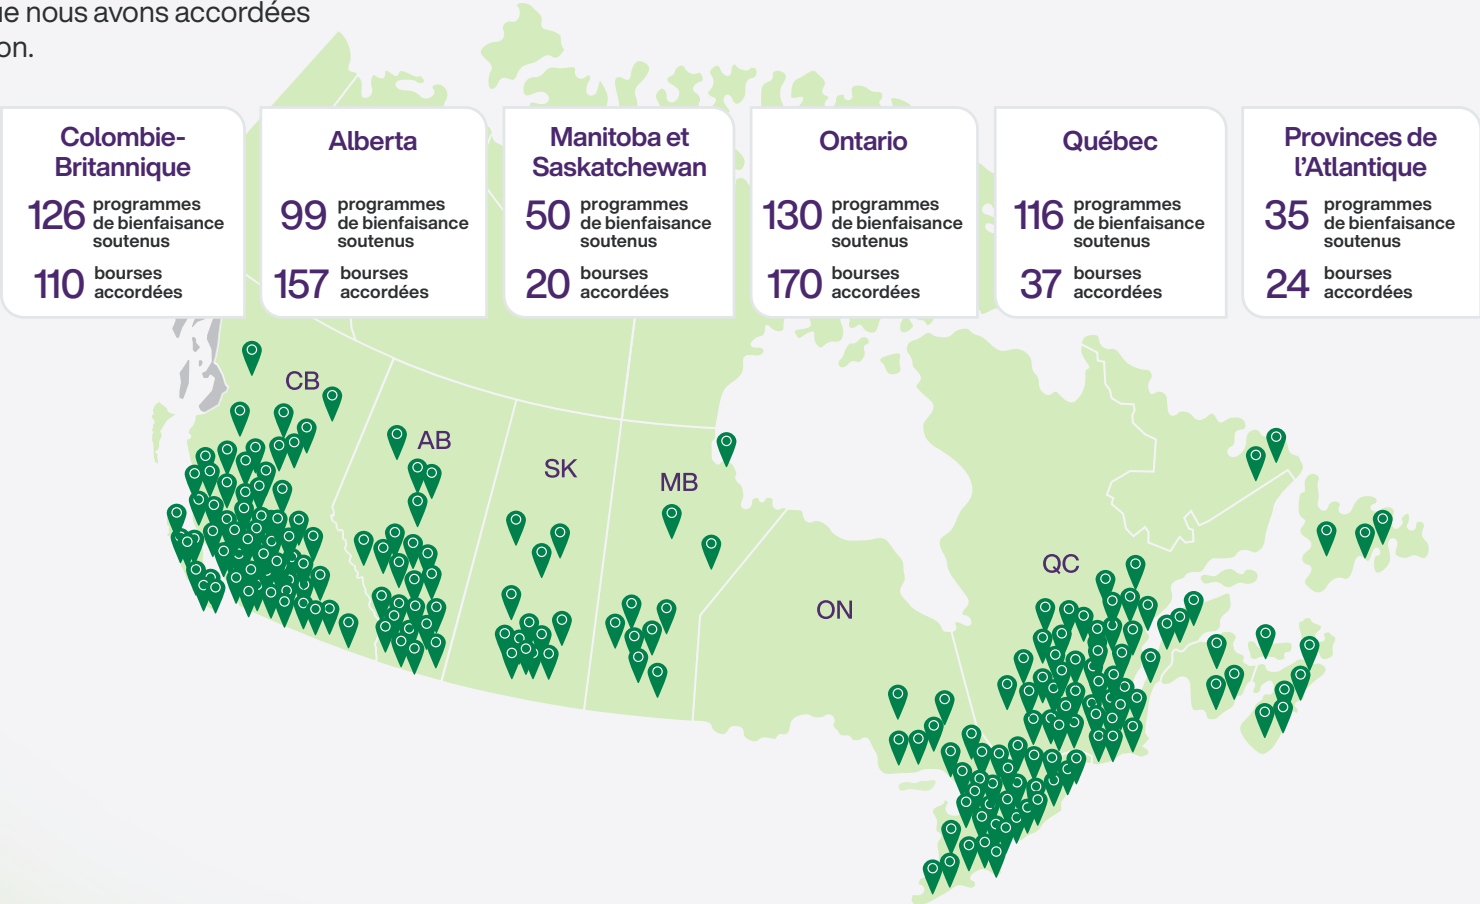 nous avons accordées
on.
Colombie-
Britannique
126 programmes
de bienfaisance
soutenus
110 bourses
accordées
Alberta
99 programmes
de bienfaisance
soutenus
157 bourses
accordées
Manitoba et
Saskatchewan
50 programmes
de bienfaisance
soutenus
20 bourses
accordées
Ontario
130 programmes
de bienfaisance
soutenus
170 bourses
accordées
Québec
116 programmes
de bienfaisance
soutenus
37 bourses
accordées
Provinces de
l'Atlantique
35 programmes
de bienfaisance
soutenus
24 bourses
accordées
CB
AB
SK
MB
ON
QC